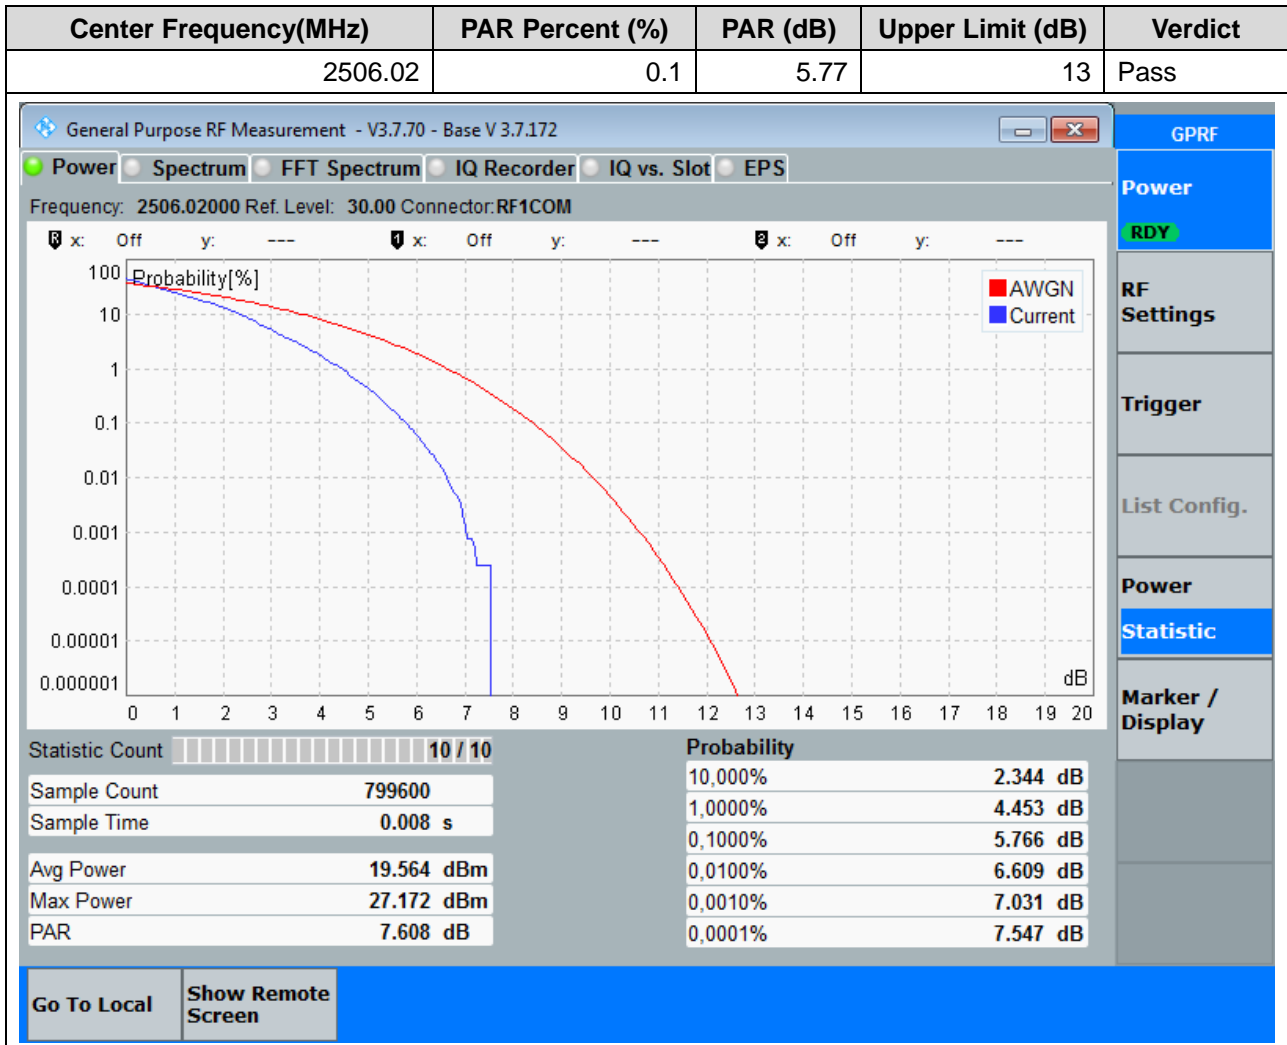 Center Frequency(MHz) PAR Percent (%) PAR (dB) Upper Limit (dB) Verdict
2506.02 0.1 5.77 13 Pass
General Purpose RF Measurement - V3.7.70 - Base V 3.7.172
GPRF
Power Spectrum FFT Spectrum IQ Recorder IQ vs. Slot EPS
Power
RDY
Frequency: 2506.02000 Ref. Level: 30.00 Connector:RF1COM
R x: Off y: --- 1 x: Off y: --- 2 x: Off y: ---
Probability[%]
AWGN
Current
100
10
1
0.1
0.01
0.001
0.0001
0.00001
0.000001
dB
0 1 2 3 4 5 6 7 8 9 10 11 12 13 14 15 16 17 18 19 20
RF
Settings
Trigger
List Config.
Power
Statistic
Marker /
Display
Statistic Count 10 / 10
Sample Count 799600
Sample Time 0.008 s
Avg Power 19.564 dBm
Max Power 27.172 dBm
PAR 7.608 dB
Probability
10,000% 2.344 dB
1,0000% 4.453 dB
0,1000% 5.766 dB
0,0100% 6.609 dB
0,0010% 7.031 dB
0,0001% 7.547 dB
Go To Local
Show Remote
Screen